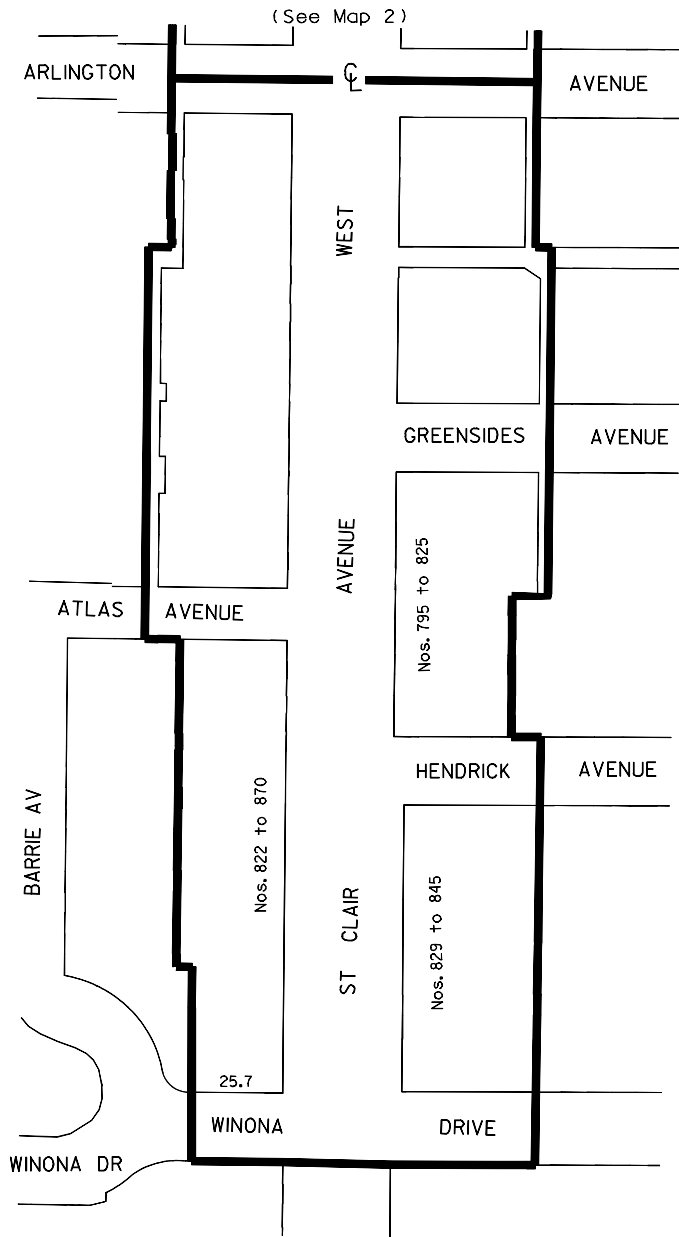 (See Map 2)
ARLINGTON
AVENUE
CL
WEST
GREENSIDES
AVENUE
AVENUE
Nos. 795 to 825
ATLAS AVENUE
HENDRICK
AVENUE
BARRIE AV
Nos. 822 to 870
ST CLAIR
Nos. 829 to 845
25.7
WINONA
DRIVE
WINONA DR